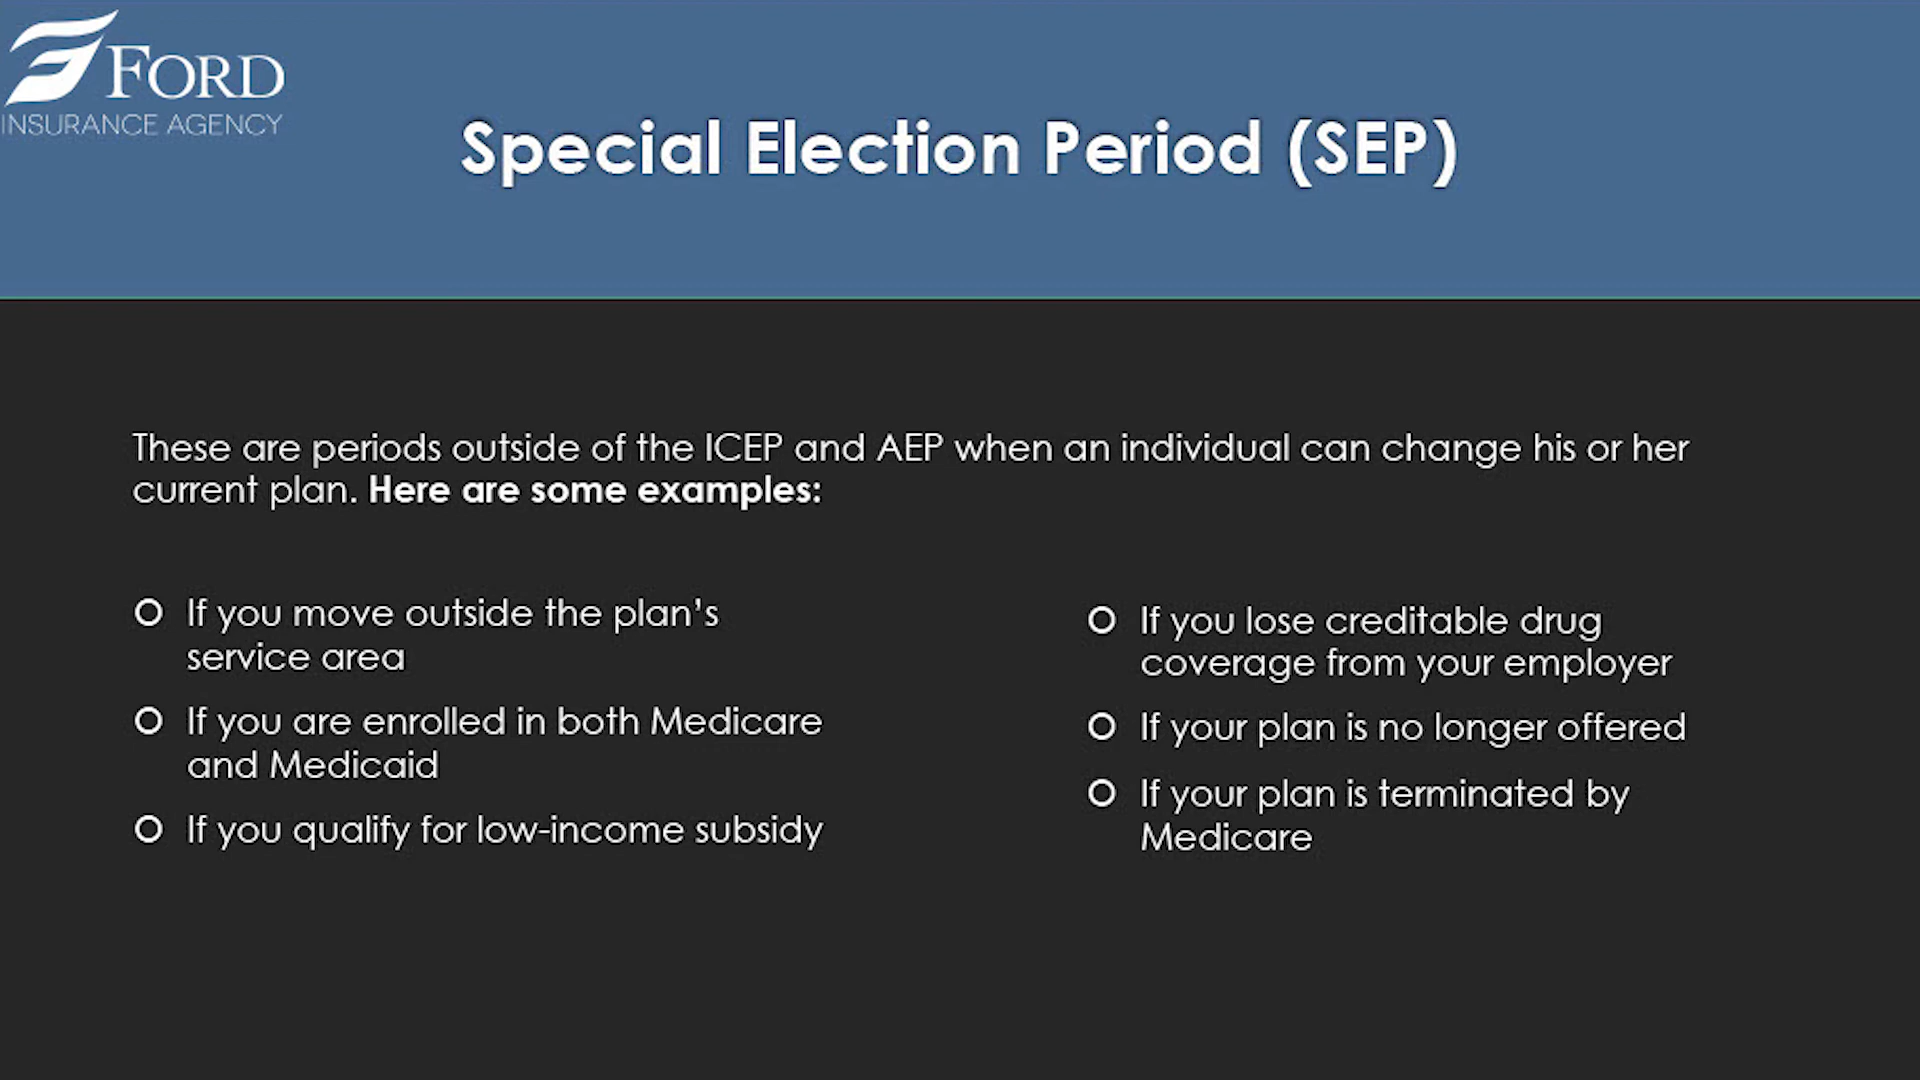 FORD
INSURANCE AGENCY
Special Election Period (SEP)
These are periods outside of the ICEP and AEP when an individual can change his or her
current plan. Here are some examples:
If you move outside the plan's
service area
If you are enrolled in both Medicare
and Medicaid
If you qualify for low-income subsidy
If you lose creditable drug
coverage from your employer
If your plan is no longer offered
If your plan is terminated by
Medicare